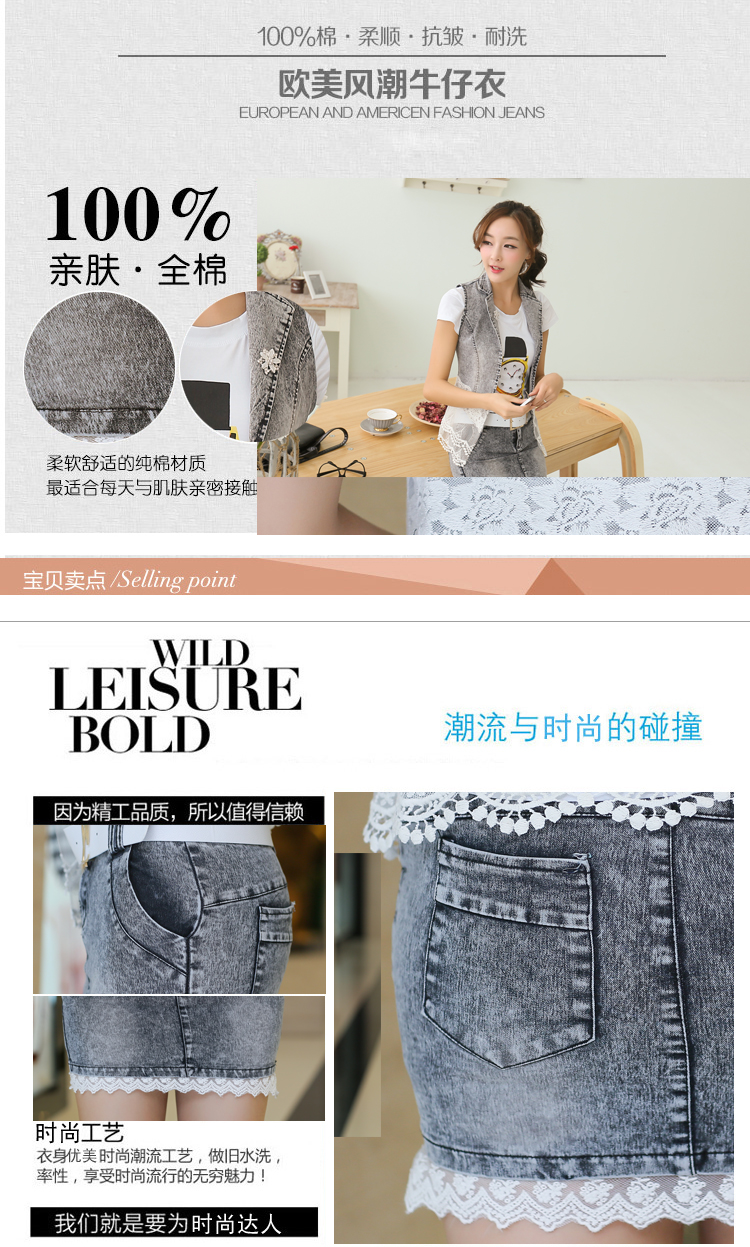 100%棉·柔顺·抗皱·耐洗
欧美风潮牛仔衣
EUROPEAN AND AMERICEN FASHION JEANS
100%
亲肤·全棉
柔软舒适的纯棉材质
最适合每天与肌肤亲密接触
宝贝卖点/Selling point
WILD
LEISURE
BOLD
潮流与时尚的碰撞
因为精工品质，所以值得信赖
时尚工艺
衣身优美时尚潮流工艺，做旧水洗，
率性，享受时尚流行的无穷魅力！
我们就是要为时尚达人